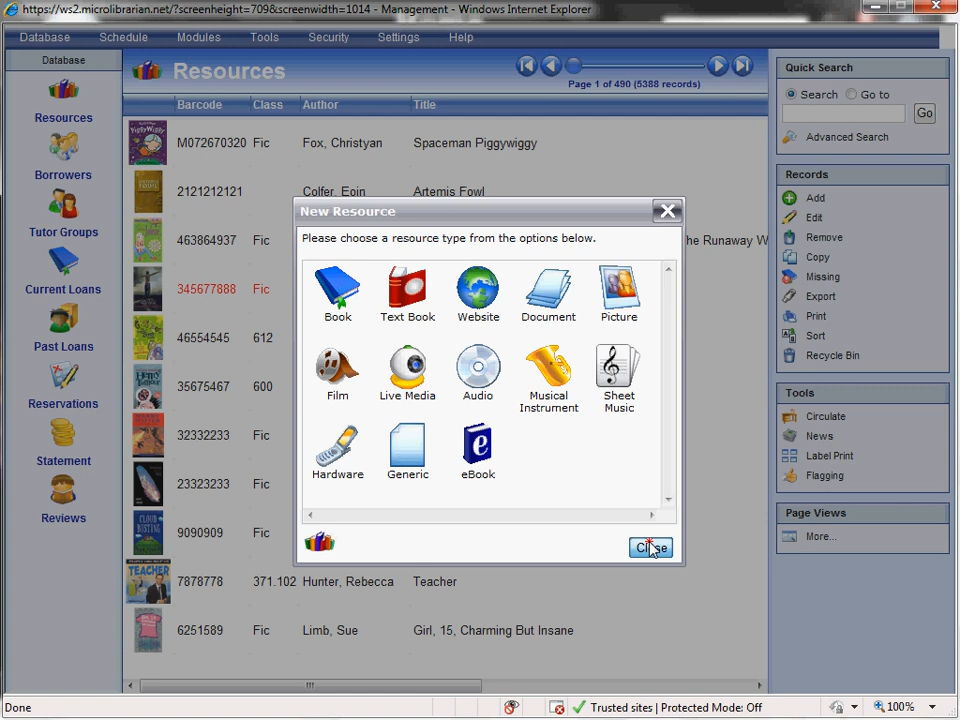 https://ws2.microlibrarian.net/?screenheight=709&screenwidth=1014 - Management - Windows Internet Explorer
Database Schedule Modules Tools Security Settings Help
Database
Resources
Borrowers
Tutor Groups
Current Loans
Past Loans
Reservations
Statement
Reviews
Resources
Page 1 of 490 (5388 records)
Barcode Class Author Title
M072670320 Fic Fox, Christyan Spaceman Piggywiggy
2121212121 Colfer, Eoin Artemis Fowl
463864937 Fic The Runaway W
345677888 Fic
46554545 612
35675467 600
32332233 Fic
23323233 Fic
9090909 Fic
7878778 371.102 Hunter, Rebecca Teacher
6251589 Fic Limb, Sue Girl, 15, Charming But Insane
New Resource
Please choose a resource type from the options below.
Book Text Book Website Document Picture
Film Live Media Audio Musical Instrument Sheet Music
Hardware Generic eBook
Close
Quick Search
Search Go to
Go
Advanced Search
Records
Add
Edit
Remove
Copy
Missing
Export
Print
Sort
Recycle Bin
Tools
Circulate
News
Label Print
Flagging
Page Views
More...
Done Trusted sites | Protected Mode: Off 100%